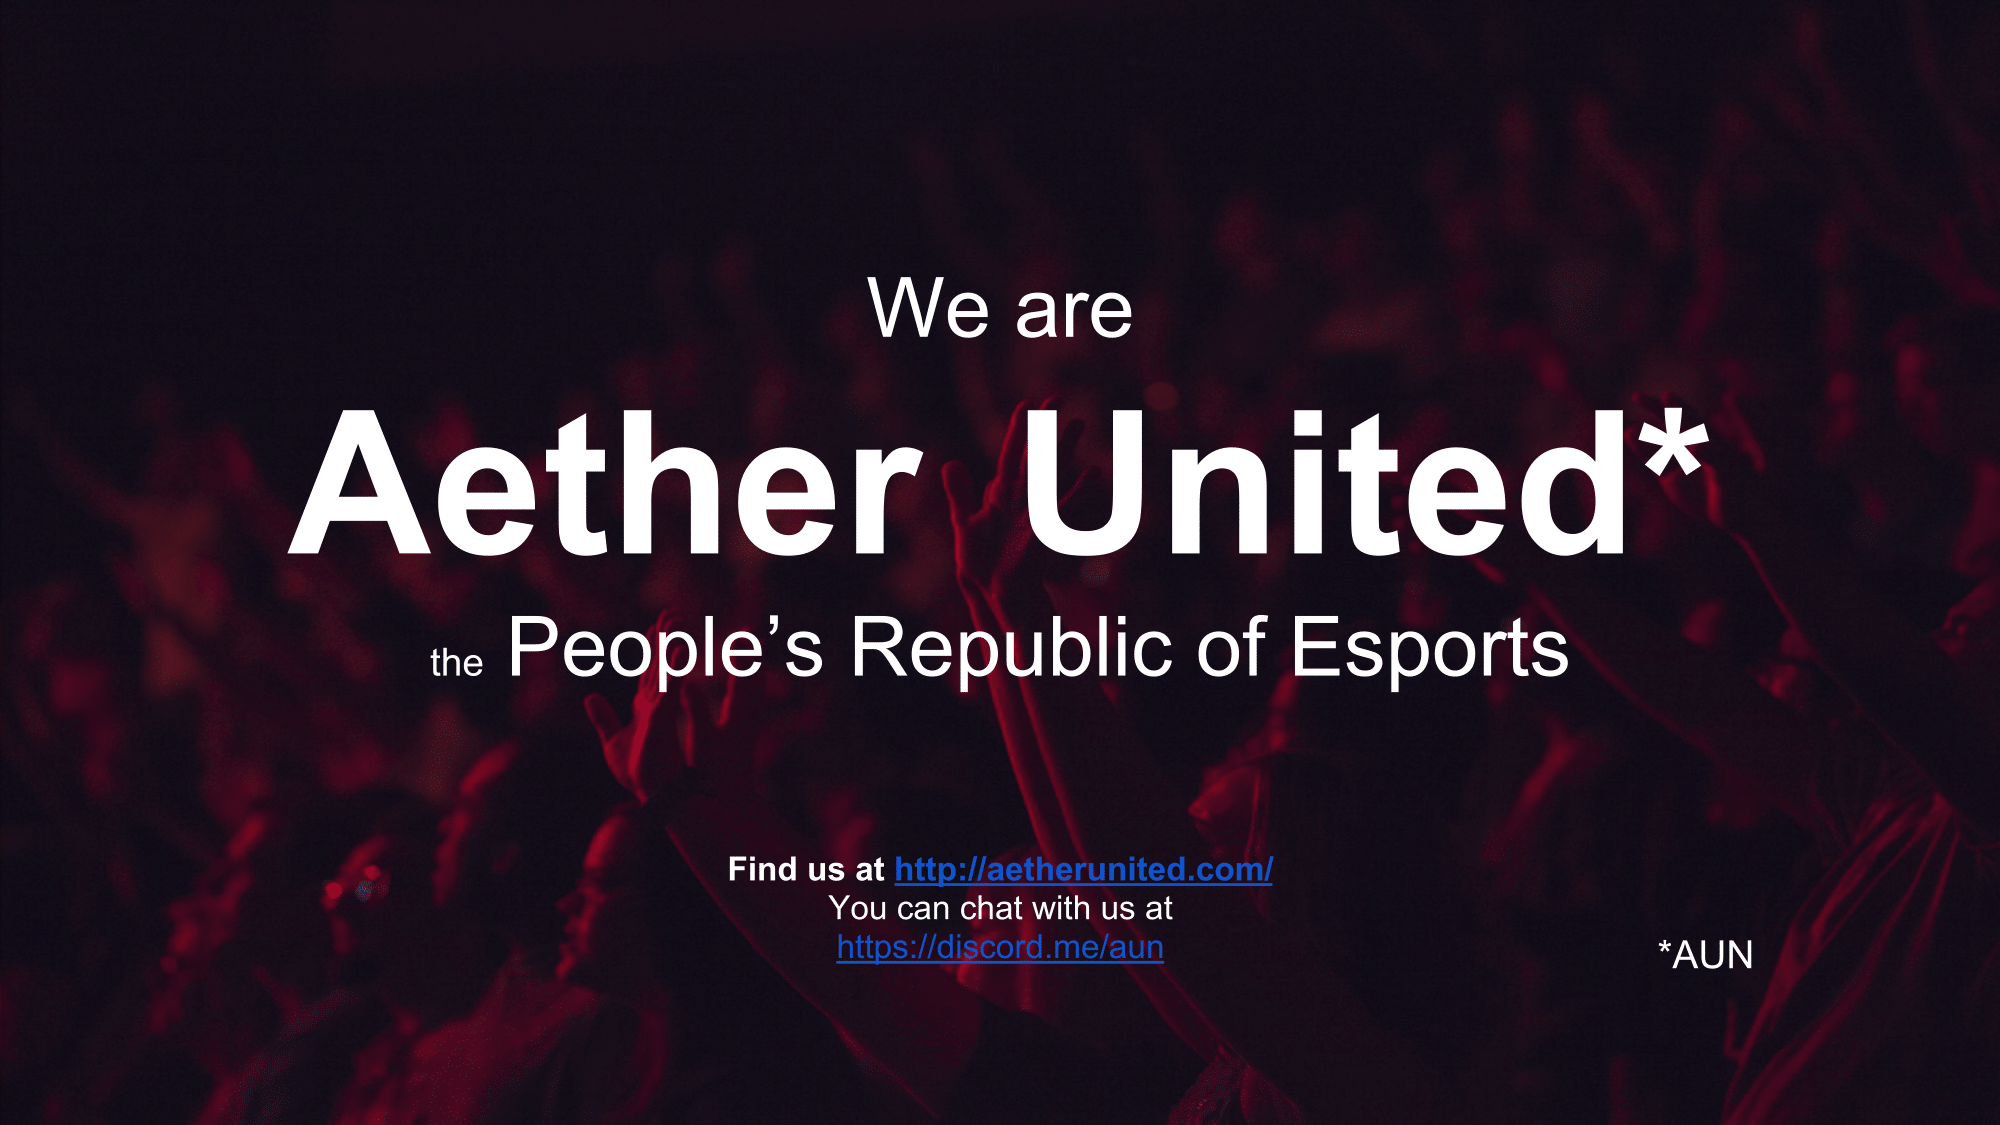 We are
Aether United*
the People’s Republic of Esports
Find us at http://aetherunited.com/
You can chat with us at
https://discord.me/aun
*AUN